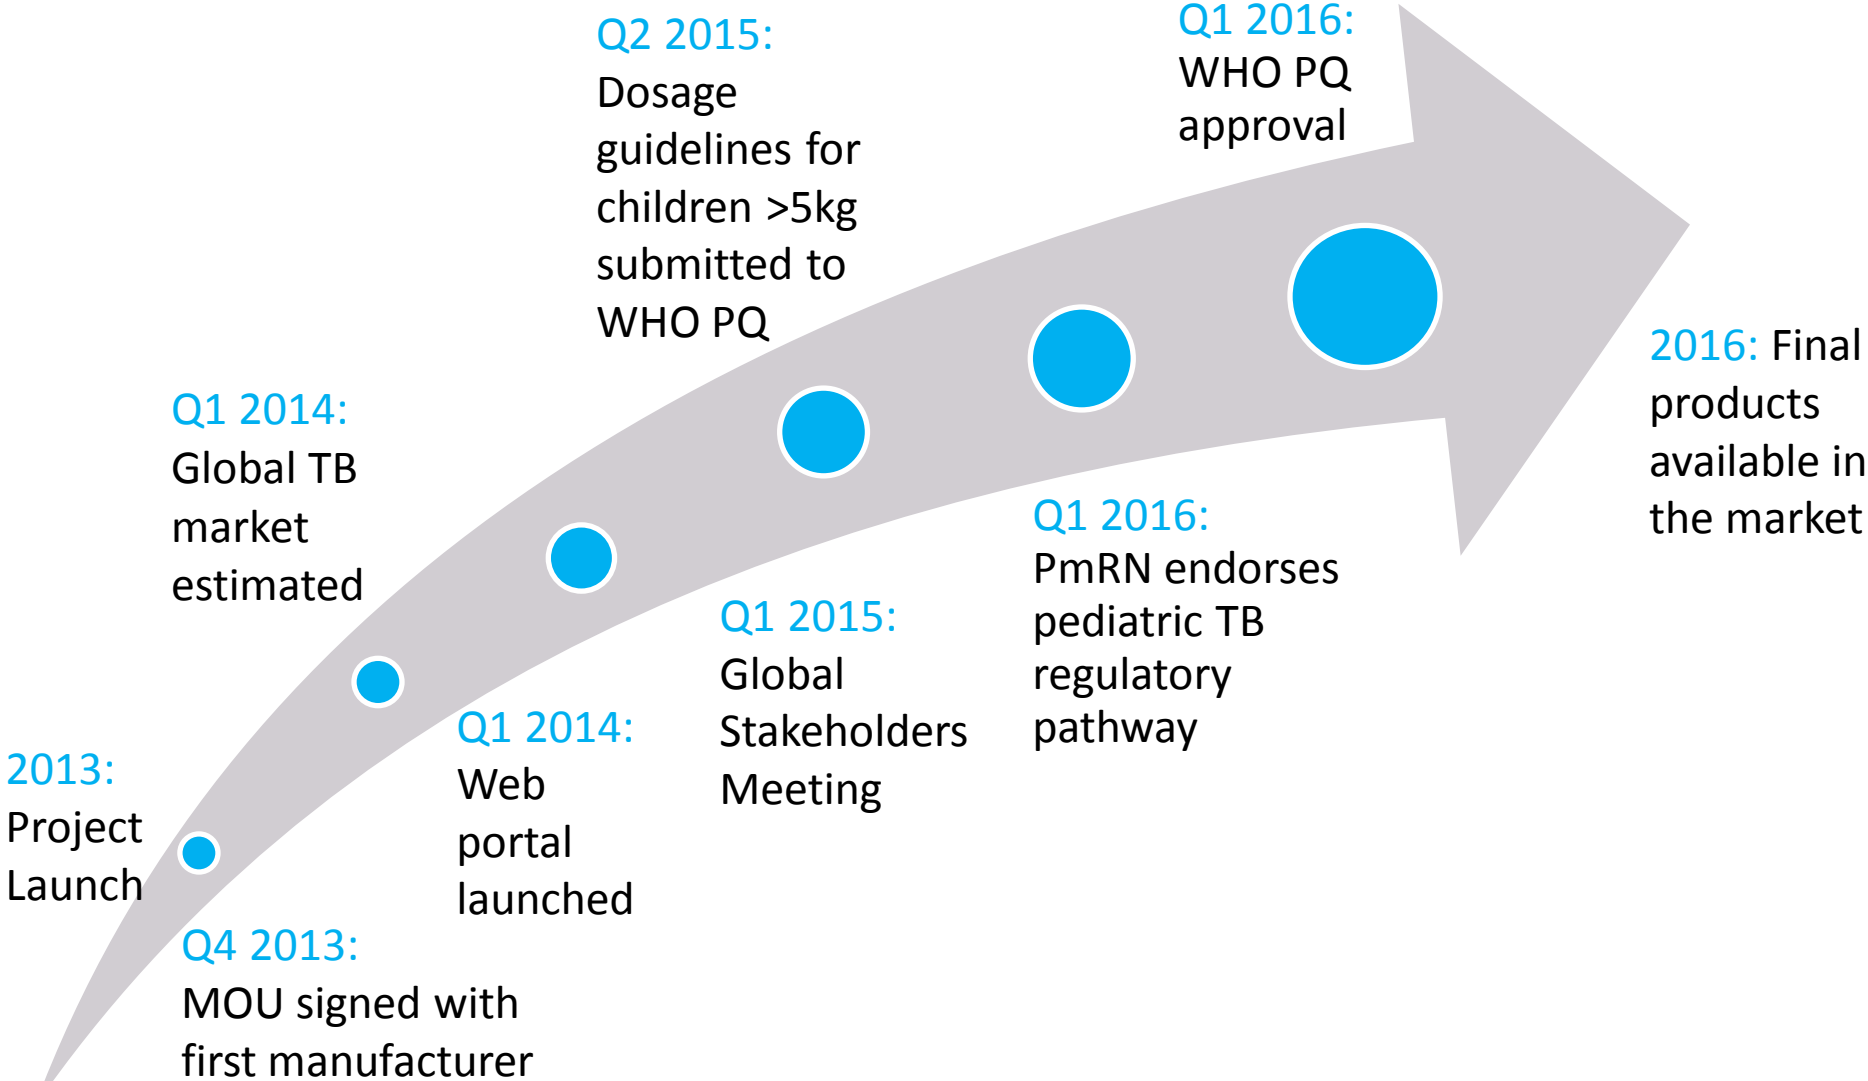 2013:
Project
Launch
Q4 2013:
MOU signed with
first manufacturer
Q1 2014:
Global TB
market
estimated
Q1 2014:
Web
portal
launched
Q1 2015:
Global
Stakeholders
Meeting
Q2 2015:
Dosage
guidelines for
children >5kg
submitted to
WHO PQ
Q1 2016:
PmRN endorses
pediatric TB
regulatory
pathway
Q1 2016:
WHO PQ
approval
2016: Final
products
available in
the market